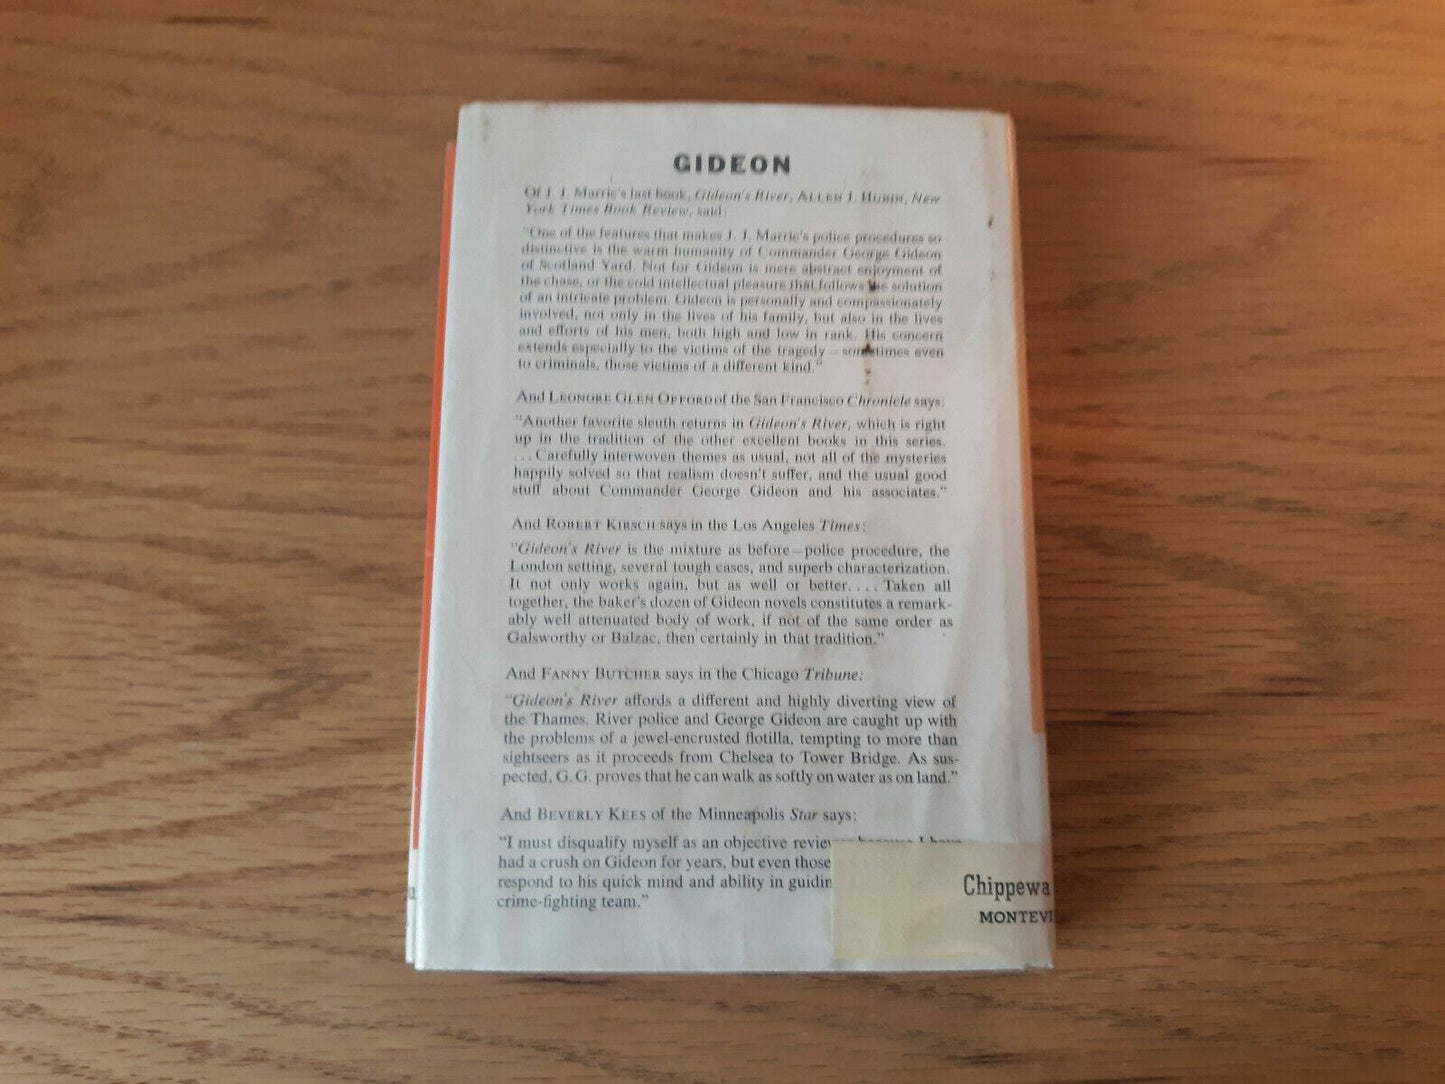 GIDEON
Of J. J. Marric's last book, Gideon's River, ALLEN J. HUBIN, New
York Times Book Review, said:
"One of the features that makes J. J. Marric's police procedures so
distinctive is the warm humanity of Commander George Gideon
of Scotland Yard. Not for Gideon is mere abstract enjoyment of
the chase, or the cold intellectual pleasure that follows the solution
of an intricate problem. Gideon is personally and compassionately
involved, not only in the lives of his family, but also in the lives
and efforts of his men, both high and low in rank. His concern
extends especially to the victims of the tragedy—sometimes even
to criminals, those victims of a different kind."
And LEONORE GLEN OFFORD of the San Francisco Chronicle says:
"Another favorite sleuth returns in Gideon's River, which is right
up in the tradition of the other excellent books in this series.
... Carefully interwoven themes as usual, not all of the mysteries
happily solved so that realism doesn't suffer, and the usual good
stuff about Commander George Gideon and his associates."
And ROBERT KIRSCH says in the Los Angeles Times:
"Gideon's River is the mixture as before—police procedure, the
London setting, several tough cases, and superb characterization.
It not only works again, but as well or better.... Taken all
together, the baker's dozen of Gideon novels constitutes a remark-
ably well attenuated body of work, if not of the same order as
Galsworthy or Balzac, then certainly in that tradition."
And FANNY BUTCHER says in the Chicago Tribune:
"Gideon's River affords a different and highly diverting view of
the Thames. River police and George Gideon are caught up with
the problems of a jewel-encrusted flotilla, tempting to more than
sightseers as it proceeds from Chelsea to Tower Bridge. As sus-
pected, G. G. proves that he can walk as softly on water as on land."
And BEVERLY KEES of the Minneapolis Star says:
"I must disqualify myself as an objective reviewer because I have
had a crush on Gideon for years, but even those
respond to his quick mind and ability in guidin
crime-fighting team."
Chippewa
MONTEVI